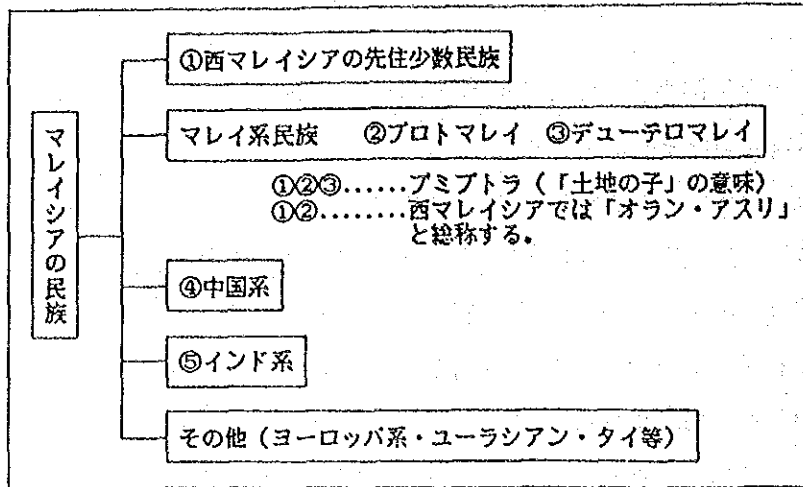 マレイシアの民族
①西マレイシアの先住少数民族
マレイ系民族 ②プロトマレイ ③デューテロマレイ
①②③......ブミプトラ(「土地の子」の意味)
①②........西マレイシアでは「オラン・アスリ」
と総称する。
④中国系
⑤インド系
その他(ヨーロッパ系・ユーラシアン・タイ等)